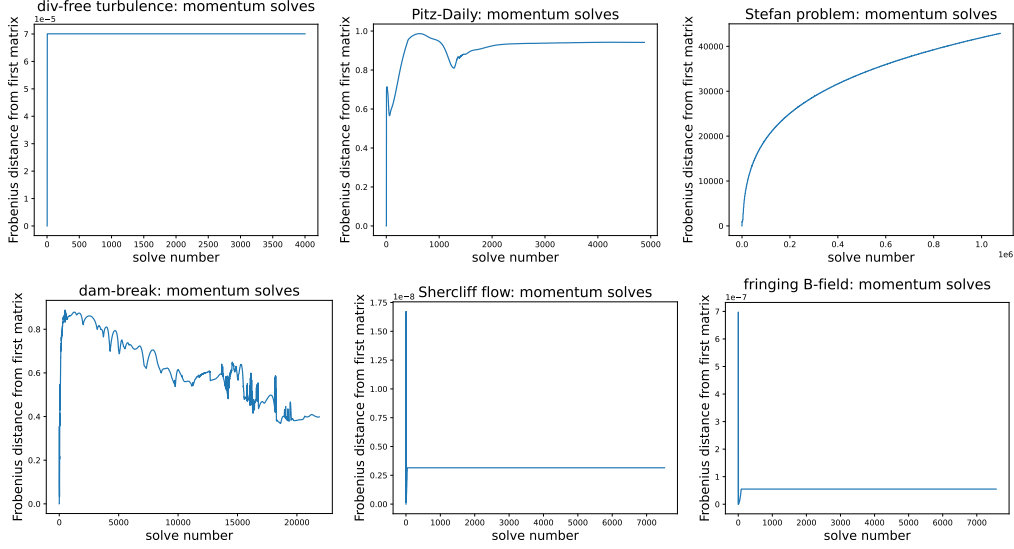 div-free turbulence: momentum solves
1e−5
Frobenius distance from first matrix
7
6
5
4
3
2
1
0
0 500 1000 1500 2000 2500 3000 3500 4000
solve number
Pitz-Daily: momentum solves
Frobenius distance from first matrix
1.0
0.8
0.6
0.4
0.2
0.0
0 1000 2000 3000 4000 5000
solve number
Stefan problem: momentum solves
Frobenius distance from first matrix
40000
30000
20000
10000
0
0.0 0.2 0.4 0.6 0.8 1.0
1e6
solve number
dam-break: momentum solves
Frobenius distance from first matrix
0.8
0.6
0.4
0.2
0.0
0 5000 10000 15000 20000
solve number
Shercliff flow: momentum solves
1e−8
Frobenius distance from first matrix
1.75
1.50
1.25
1.00
0.75
0.50
0.25
0.00
0 1000 2000 3000 4000 5000 6000 7000
solve number
fringing B-field: momentum solves
1e−7
Frobenius distance from first matrix
7
6
5
4
3
2
1
0
0 1000 2000 3000 4000 5000 6000 7000
solve number